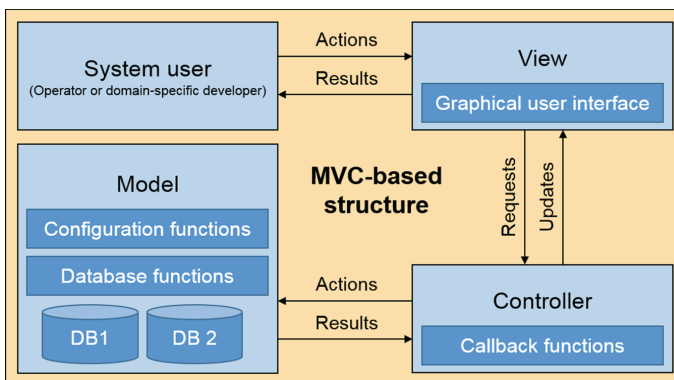 System user
(Operator or domain-specific developer)
Actions
Results
View
Graphical user interface
Model
Configuration functions
Database functions
DB1
DB 2
MVC-based
structure
Requests
Updates
Actions
Results
Controller
Callback functions